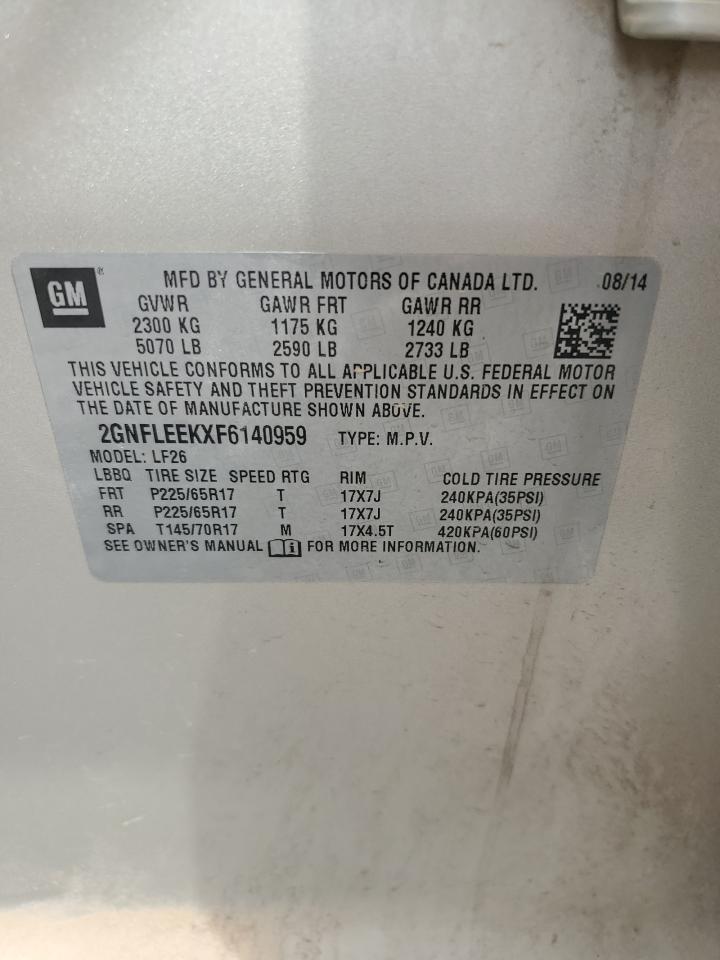 GM ® MFD BY GENERAL MOTORS OF CANADA LTD. 08/14
GVWR GAWR FRT GAWR RR
2300 KG 1175 KG 1240 KG
5070 LB 2590 LB 2733 LB
THIS VEHICLE CONFORMS TO ALL APPLICABLE U.S. FEDERAL MOTOR
VEHICLE SAFETY AND THEFT PREVENTION STANDARDS IN EFFECT ON
THE DATE OF MANUFACTURE SHOWN ABOVE.
2GNFLEEKXF6140959 TYPE: M.P.V.
MODEL: LF26
LBBQ TIRE SIZE SPEED RTG RIM COLD TIRE PRESSURE
FRT P225/65R17 T 17X7J 240KPA(35PSI)
RR P225/65R17 T 17X7J 240KPA(35PSI)
SPA T145/70R17 M 17X4.5T 420KPA(60PSI)
SEE OWNER'S MANUAL i FOR MORE INFORMATION.